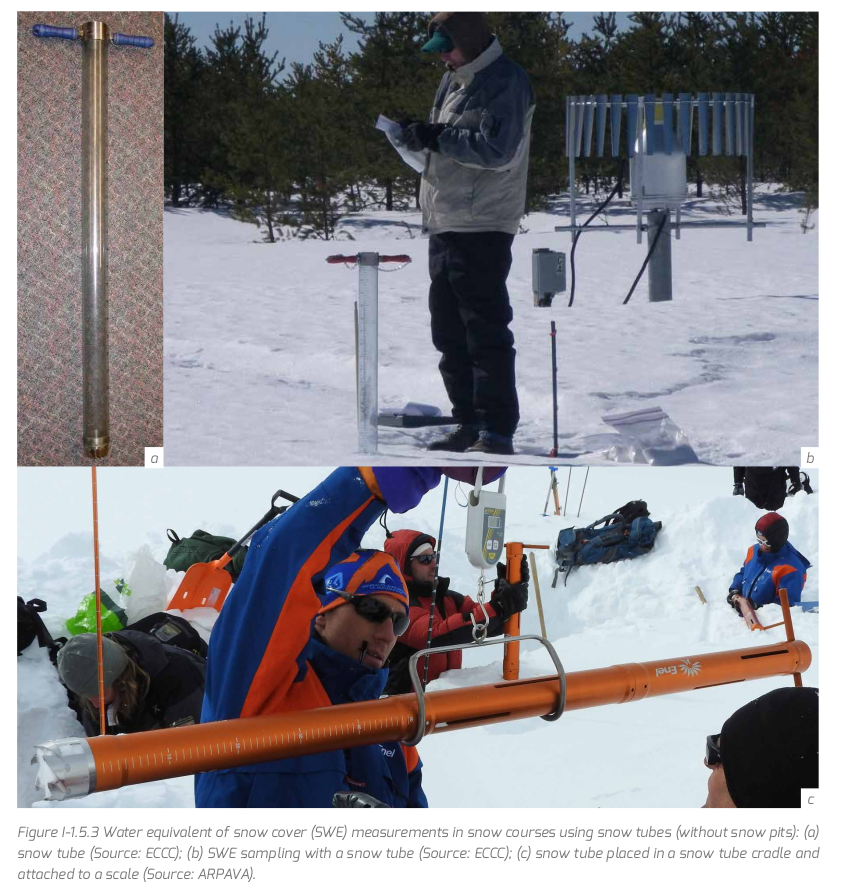 a
b
Enel
Enel
c
Figure I-1.5.3 Water equivalent of snow cover (SWE) measurements in snow courses using snow tubes (without snow pits): (a)
snow tube (Source: ECCC); (b) SWE sampling with a snow tube (Source: ECCC); (c) snow tube placed in a snow tube cradle and
attached to a scale (Source: ARPAVA).